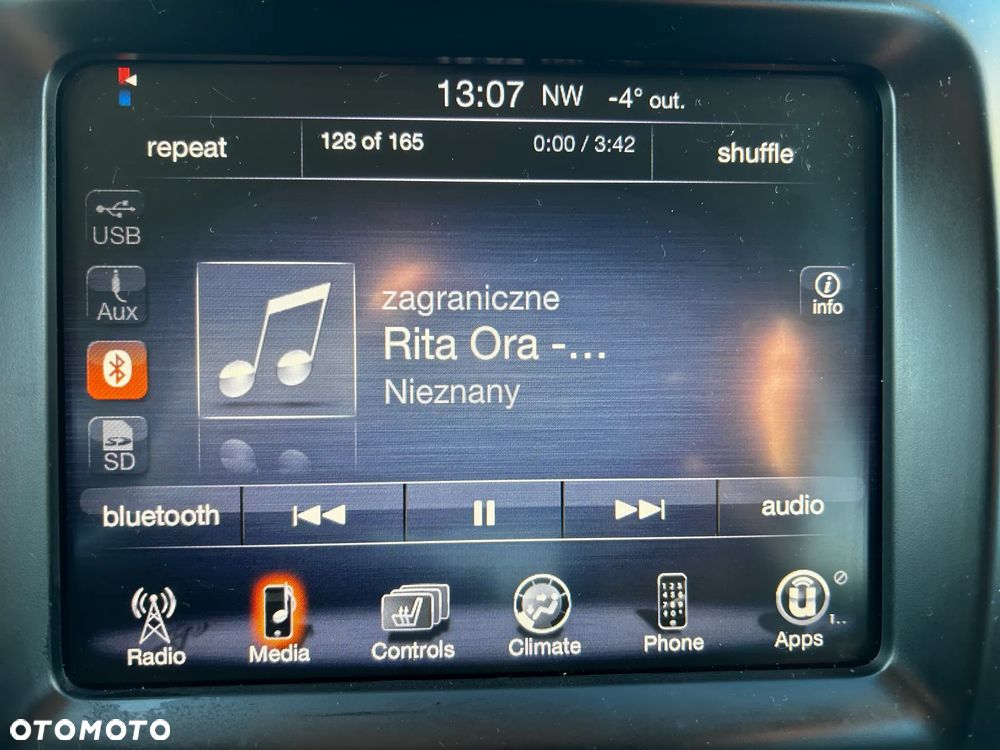 13:07 NW -4° out.
repeat 128 of 165 0:00 / 3:42 shuffle
USB
Aux
SD
info
zagraniczne
Rita Ora -...
Nieznany
bluetooth audio
Radio Media Controls Climate Phone Apps
OTOMOTO